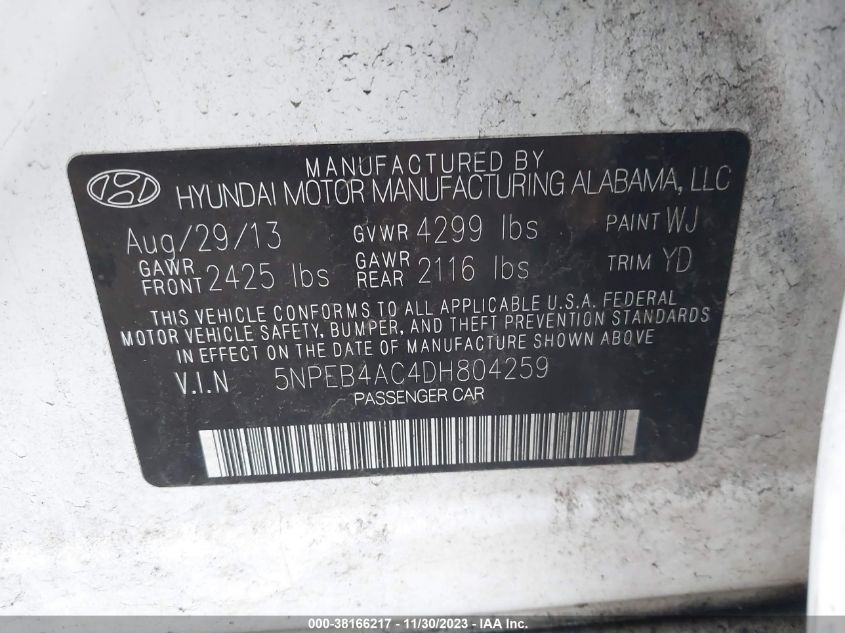 MANUFACTURED BY
HYUNDAI MOTOR MANUFACTURING ALABAMA, LLC
Aug/29/13 GVWR 4299 lbs PAINT WJ
GAWR FRONT 2425 lbs GAWR REAR 2116 lbs TRIM YD
THIS VEHICLE CONFORMS TO ALL APPLICABLE U.S.A. FEDERAL
MOTOR VEHICLE SAFETY, BUMPER, AND THEFT PREVENTION STANDARDS
IN EFFECT ON THE DATE OF MANUFACTURE SHOWN ABOVE
V.I.N 5NPEB4AC4DH804259
PASSENGER CAR
000-38166217 - 11/30/2023 - IAA Inc.